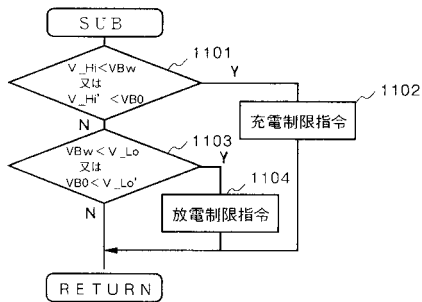 SUB
1101
V_Hi<VBw
又は
V_Hi'<VB0
Y
1102
充電制限指令
N
1103
VBw<V_Lo
又は
VB0<V_Lo'
Y
1104
放電制限指令
N
RETURN